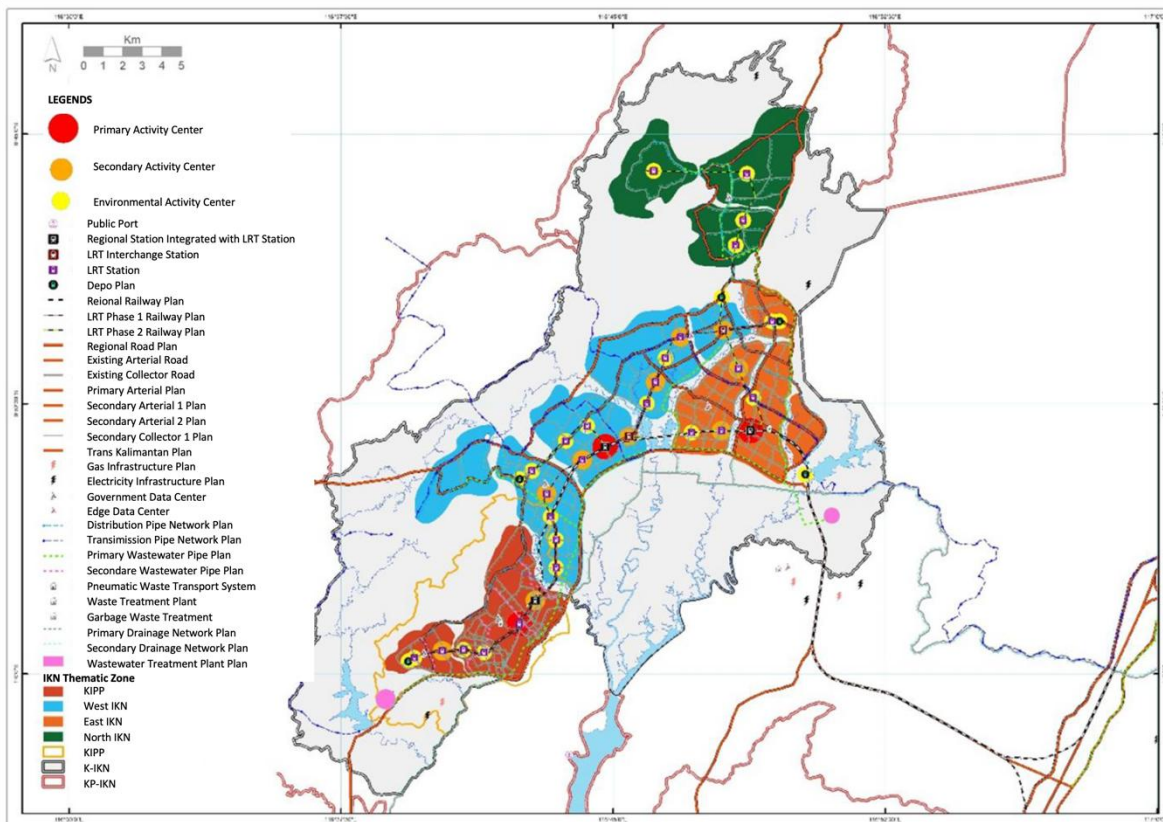 Km
N
0 1 2 3 4 5
LEGENDS
Primary Activity Center
Secondary Activity Center
Environmental Activity Center
Public Port
Regional Station Integrated with LRT Station
LRT Interchange Station
LRT Station
Depo Plan
Reional Railway Plan
LRT Phase 1 Railway Plan
LRT Phase 2 Railway Plan
Regional Road Plan
Existing Arterial Road
Existing Collector Road
Primary Arterial Plan
Secondary Arterial 1 Plan
Secondary Arterial 2 Plan
Secondary Collector 1 Plan
Trans Kalimantan Plan
Gas Infrastructure Plan
Electricity Infrastructure Plan
Government Data Center
Edge Data Center
Distribution Pipe Network Plan
Transimission Pipe Network Plan
Primary Wastewater Pipe Plan
Secondare Wastewater Pipe Plan
Pneumatic Waste Transport System
Waste Treatment Plant
Garbage Waste Treatment
Primary Drainage Network Plan
Secondary Drainage Network Plan
Wastewater Treatment Plant Plan
IKN Thematic Zone
KIPP
West IKN
East IKN
North IKN
KIPP
K-IKN
KP-IKN